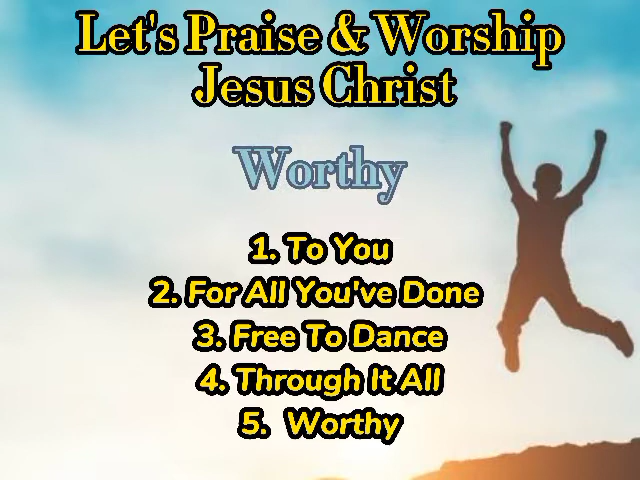 Let's Praise & Worship
Jesus Christ
Worthy
1. To You
2. For All You've Done
3. Free To Dance
4. Through It All
5. Worthy